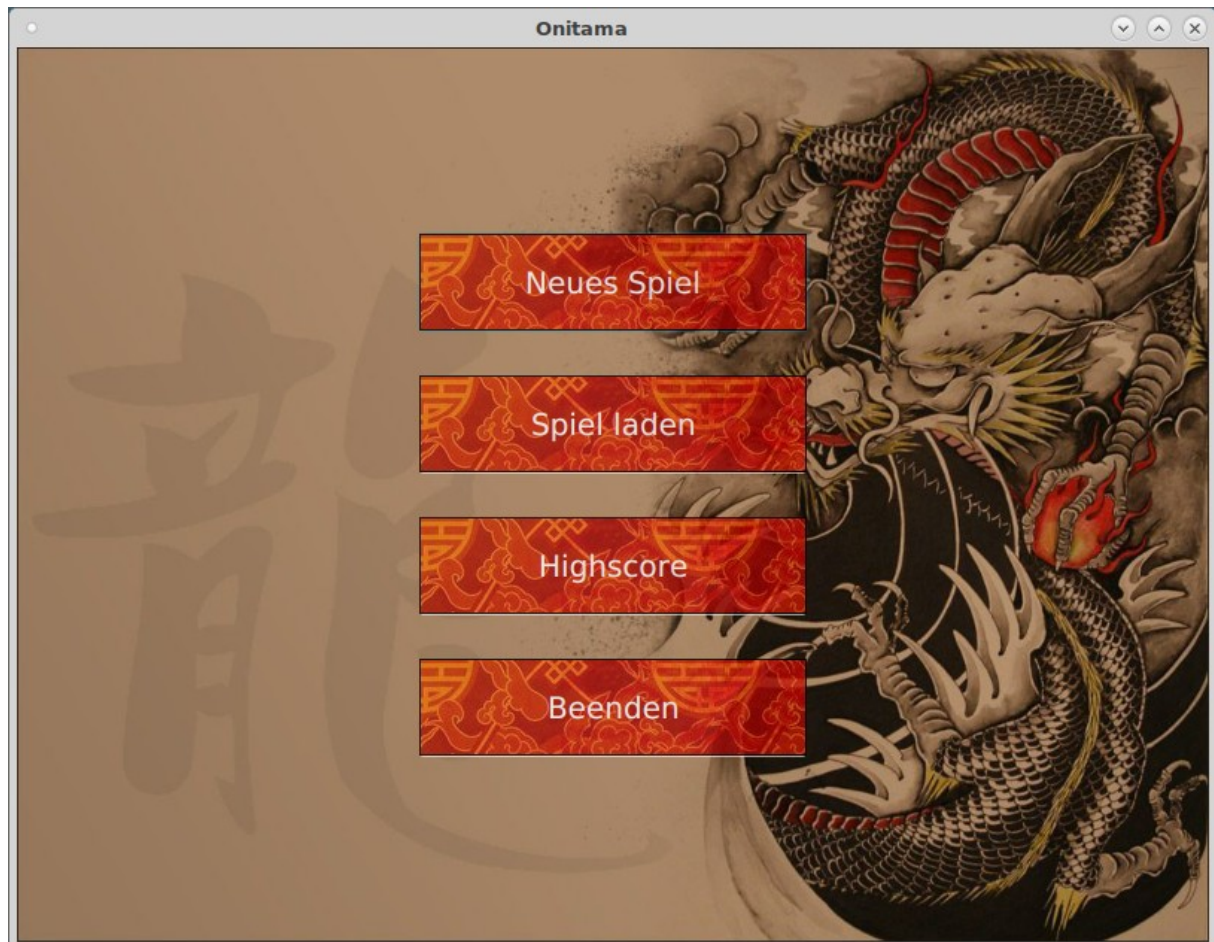 Onitama
龍
Neues Spiel
Spiel laden
Highscore
Beenden